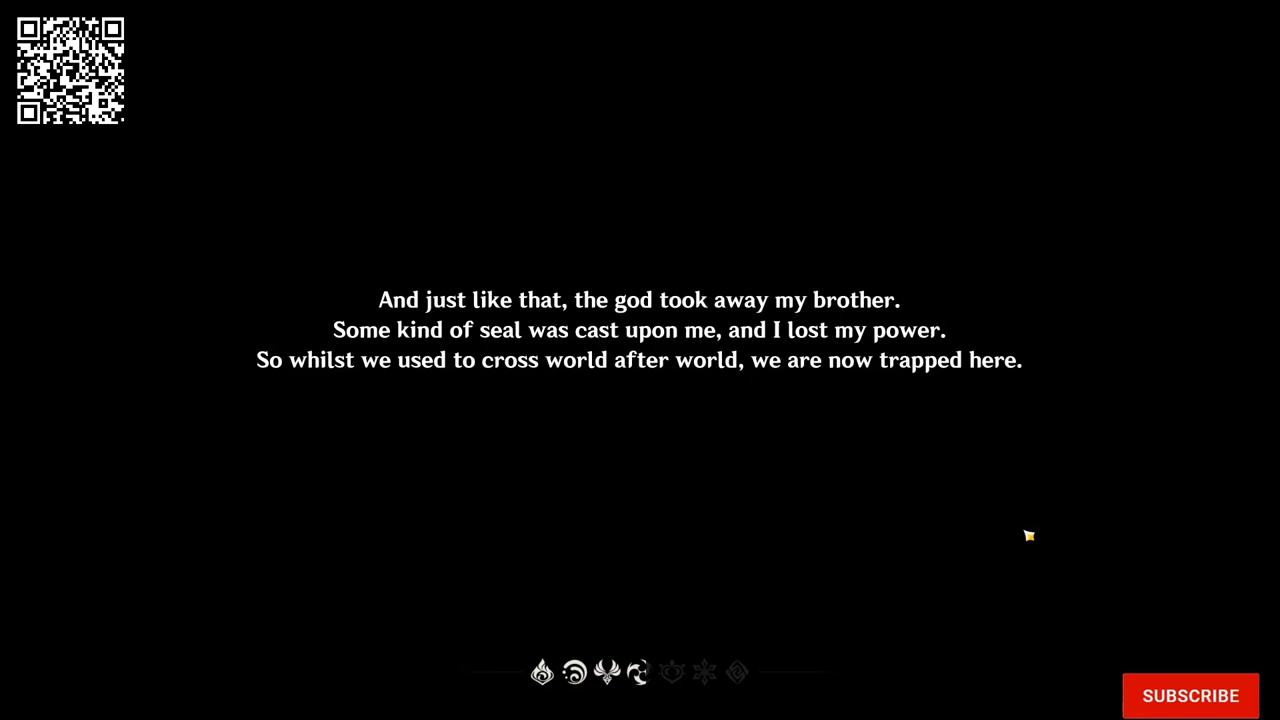 And just like that, the god took away my brother.
Some kind of seal was cast upon me, and I lost my power.
So whilst we used to cross world after world, we are now trapped here.
SUBSCRIBE